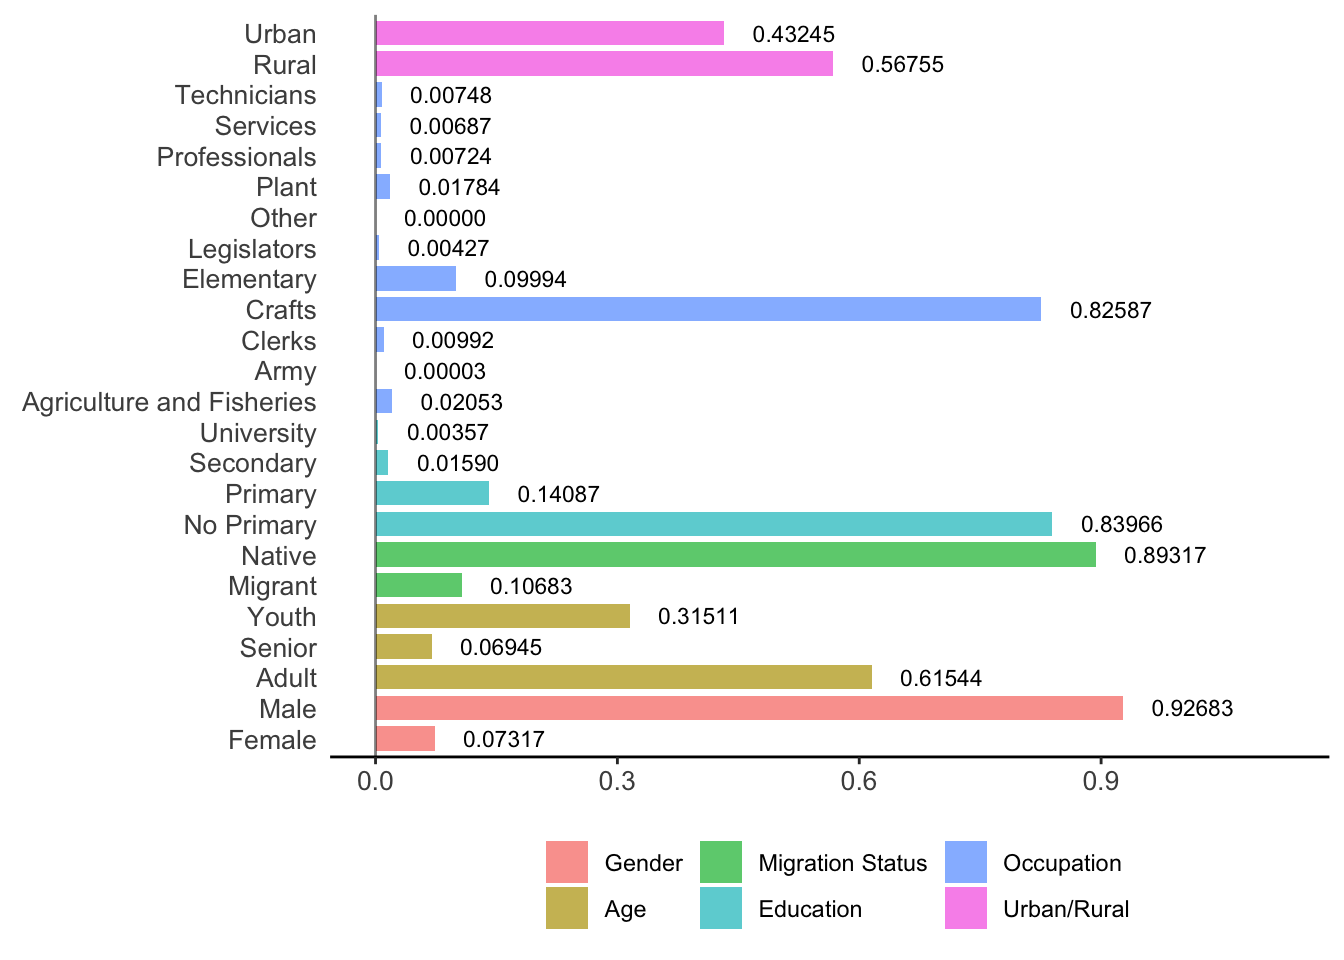 Urban 0.43245
Rural 0.56755
Technicians 0.00748
Services 0.00687
Professionals 0.00724
Plant 0.01784
Other 0.00000
Legislators 0.00427
Elementary 0.09994
Crafts 0.82587
Clerks 0.00992
Army 0.00003
Agriculture and Fisheries 0.02053
University 0.00357
Secondary 0.01590
Primary 0.14087
No Primary 0.83966
Native 0.89317
Migrant 0.10683
Youth 0.31511
Senior 0.06945
Adult 0.61544
Male 0.92683
Female 0.07317
0.0 0.3 0.6 0.9
Gender Migration Status Occupation
Age Education Urban/Rural